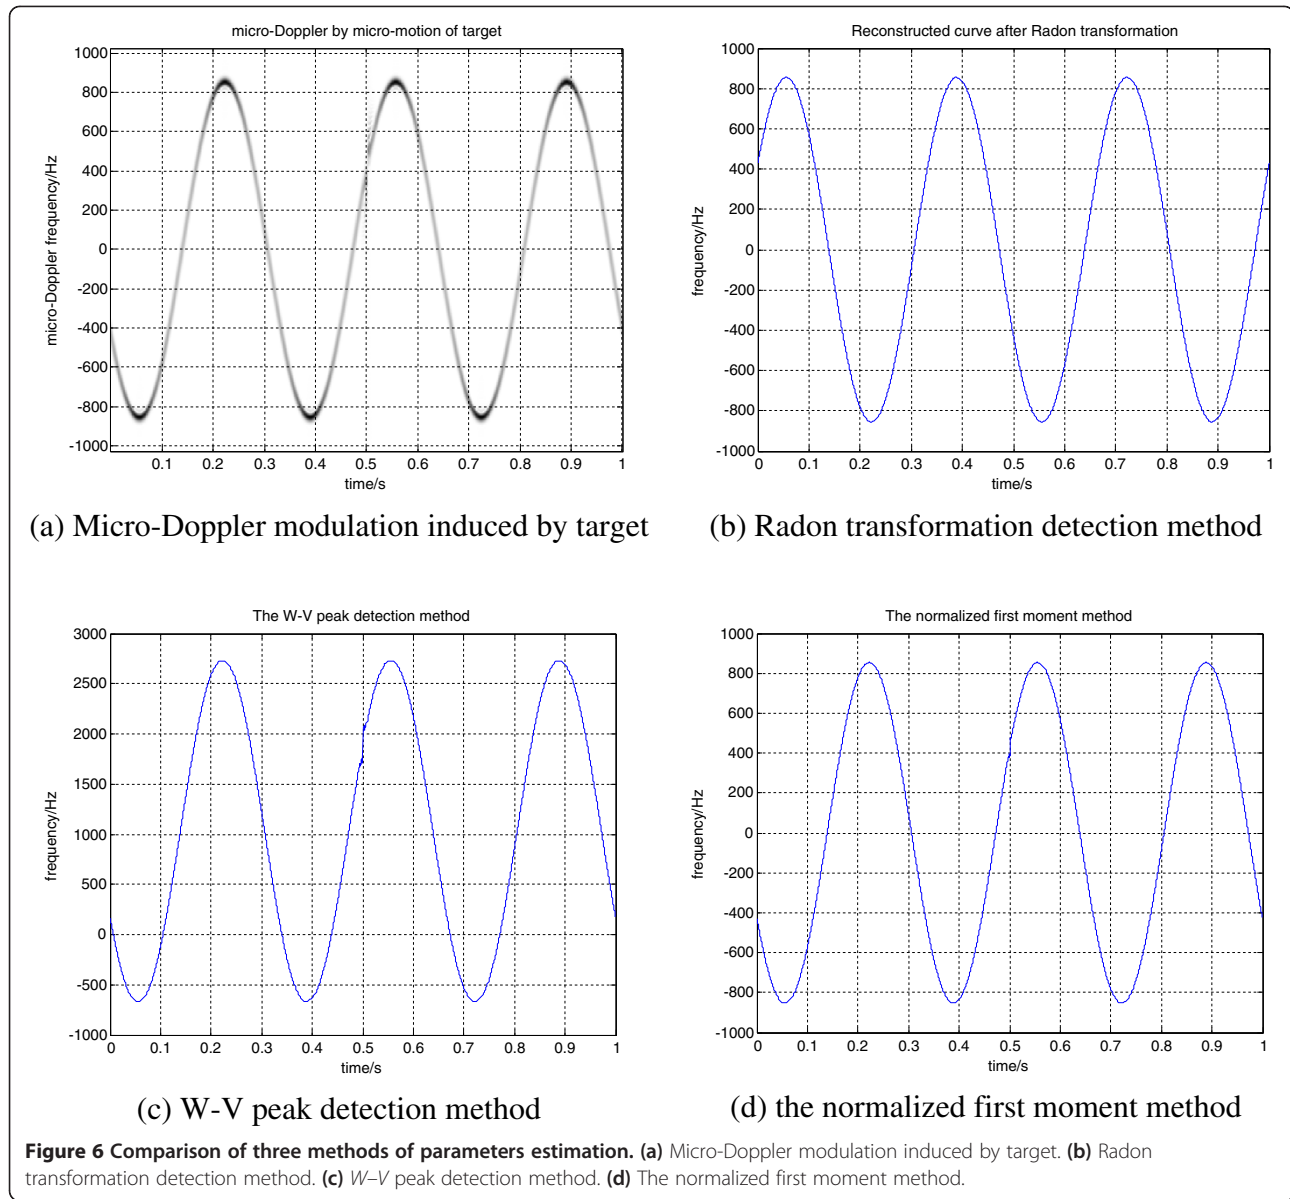 micro-Doppler by micro-motion of target
1000
800
600
400
200
0
-200
-400
-600
-800
-1000
micro-Doppler frequency/Hz
0.1 0.2 0.3 0.4 0.5 0.6 0.7 0.8 0.9 1
time/s
(a) Micro-Doppler modulation induced by target
Reconstructed curve after Radon transformation
1000
800
600
400
200
0
-200
-400
-600
-800
-1000
frequency/Hz
0 0.1 0.2 0.3 0.4 0.5 0.6 0.7 0.8 0.9 1
time/s
(b) Radon transformation detection method
The W-V peak detection method
3000
2500
2000
1500
1000
500
0
-500
-1000
frequency/Hz
0 0.1 0.2 0.3 0.4 0.5 0.6 0.7 0.8 0.9 1
time/s
(c) W-V peak detection method
The normalized first moment method
1000
800
600
400
200
0
-200
-400
-600
-800
-1000
frequency/Hz
0 0.1 0.2 0.3 0.4 0.5 0.6 0.7 0.8 0.9 1
time/s
(d) the normalized first moment method
Figure 6 Comparison of three methods of parameters estimation. (a) Micro-Doppler modulation induced by target. (b) Radon
transformation detection method. (c) W–V peak detection method. (d) The normalized first moment method.